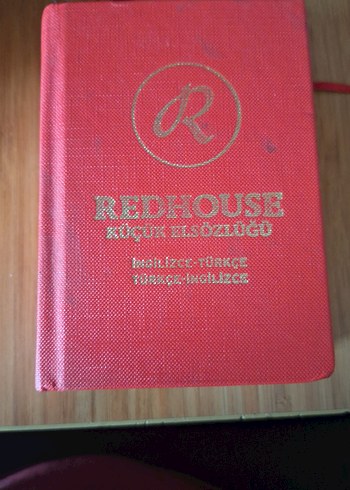 R
REDHOUSE
KÜÇÜK ELSÖZLÜĞÜ
İNGİLİZCE-TÜRKÇE
TÜRKÇE-İNGİLİZCE